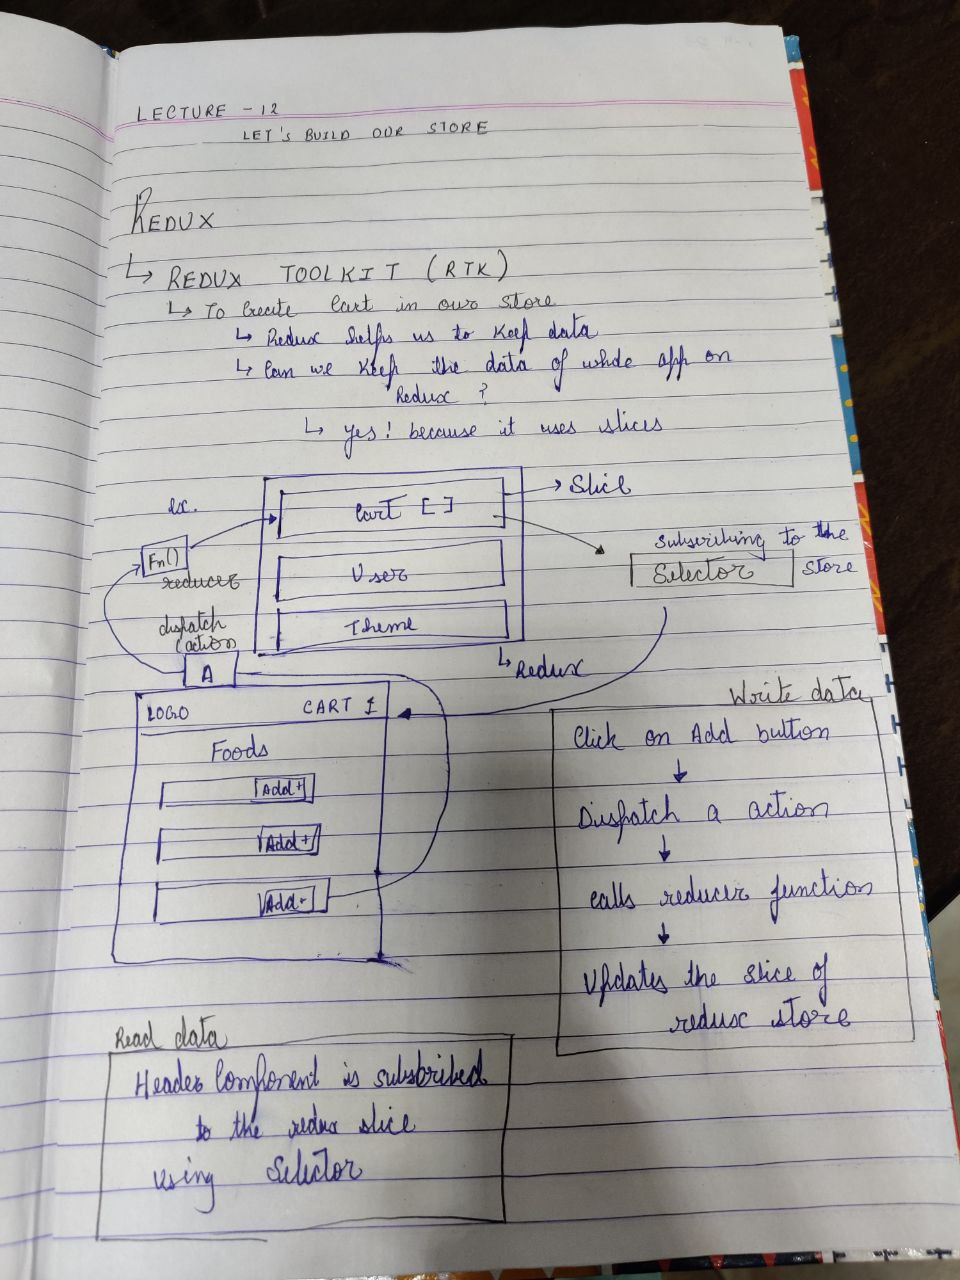 LECTURE - 12
LET'S BUILD OUR STORE
REDUX
↳ REDUX TOOLKIT (RTK)
↳ To Create Cart in our store
↳ Redux helps us to keep data
↳ Can we keep the data of whole app on
Redux ?
↳ yes! because it uses slices
ex.
Cart [ ]
→ Slice
Fn()
reducer
User
subscribing to the
Selector
store
dispatch
(action
Theme
A
↳ Redux
LOGO
CART 1
Foods
Add+
Add+
Add+
Write data
Click on Add button
↓
Dispatch a action
↓
calls reducer function
↓
Updates the slice of
redux store
Read data
Header Component is subscribed
to the redux slice
using Selector